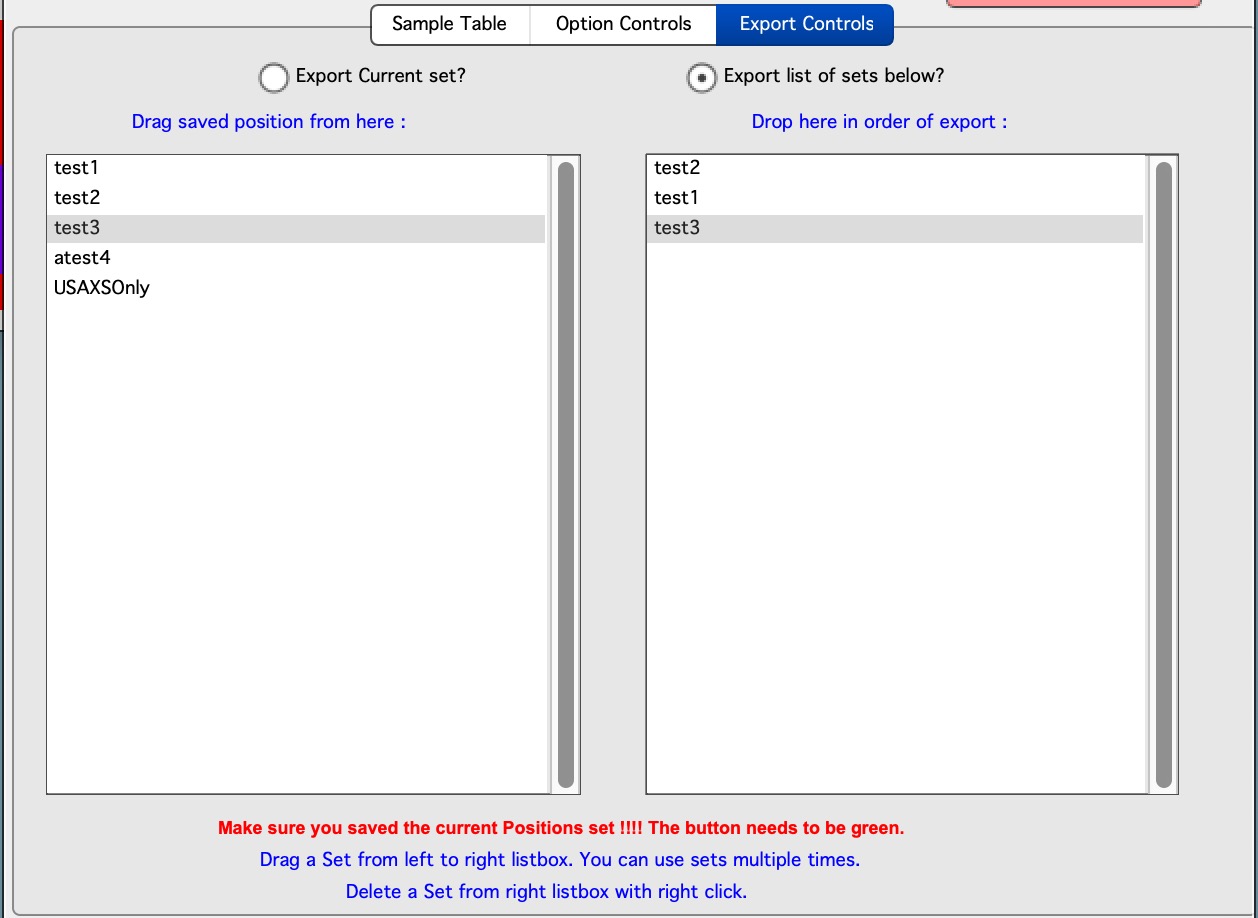 Sample Table Option Controls Export Controls
Export Current set? Export list of sets below?
Drag saved position from here : Drop here in order of export :
test1
test2
test3
atest4
USAXSOnly
test2
test1
test3
Make sure you saved the current Positions set !!!! The button needs to be green.
Drag a Set from left to right listbox. You can use sets multiple times.
Delete a Set from right listbox with right click.